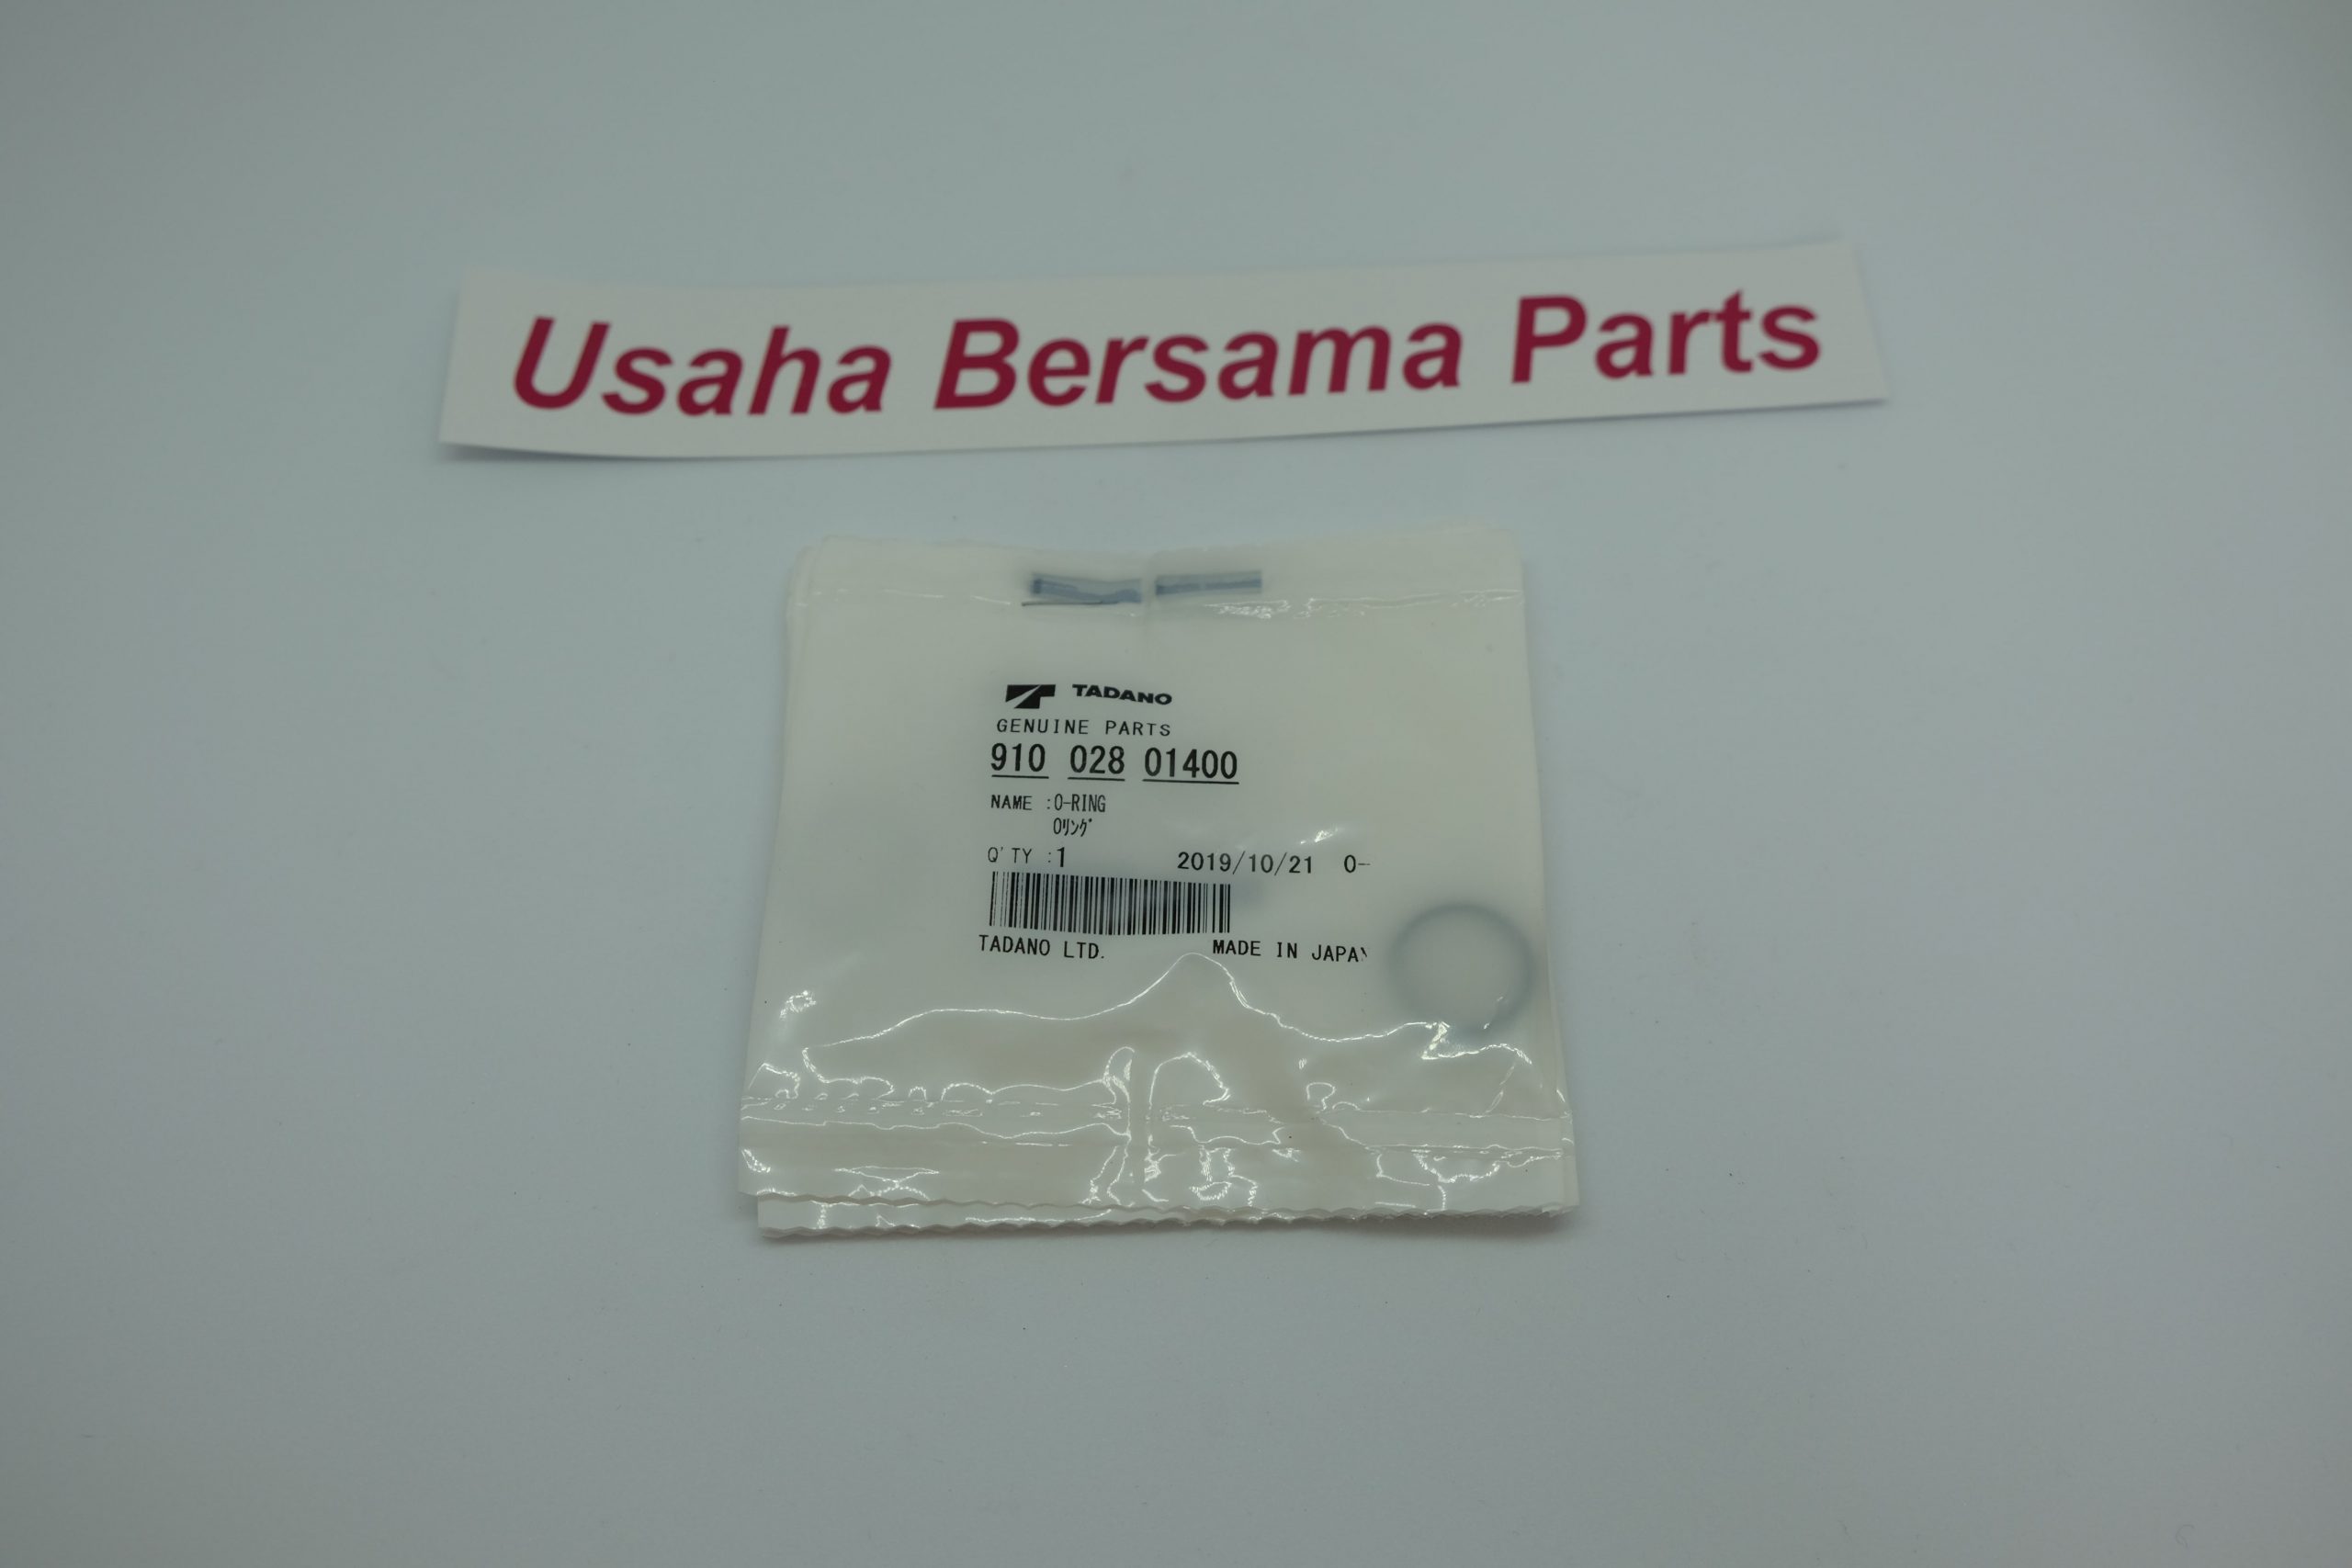 Usaha Bersama Parts
TADANO
GENUINE PARTS
910 028 01400
NAME :O-RING
Oリング
Q'TY :1 2019/10/21 0-
TADANO LTD. MADE IN JAPAN